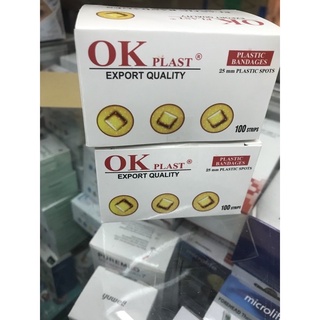 OK PLAST®
EXPORT QUALITY
PLASTIC
BANDAGES
25 mm PLASTIC SPOTS
100 STRIPS
OK PLAST®
EXPORT QUALITY
PLASTIC
BANDAGES
25 mm PLASTIC SPOTS
100 STRIPS